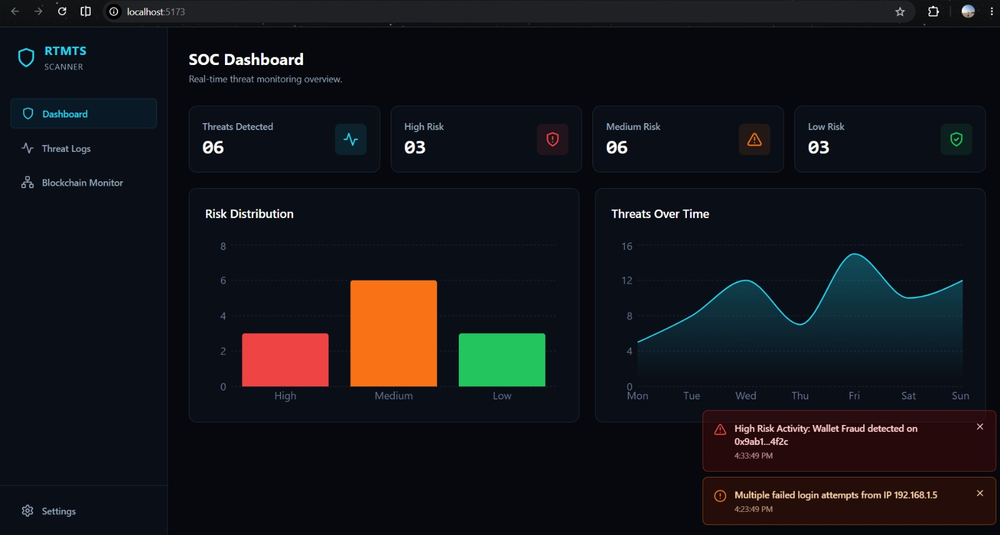 localhost:5173
RTMTS
SCANNER
Dashboard
Threat Logs
Blockchain Monitor
Settings
SOC Dashboard
Real-time threat monitoring overview.
Threats Detected
06
High Risk
03
Medium Risk
06
Low Risk
03
Risk Distribution
8
6
4
2
0
High Medium Low
Threats Over Time
16
12
8
4
0
Mon Tue Wed Thu Fri Sat Sun
High Risk Activity: Wallet Fraud detected on
0x9ab1...4f2c
4:33:49 PM
Multiple failed login attempts from IP 192.168.1.5
4:23:49 PM